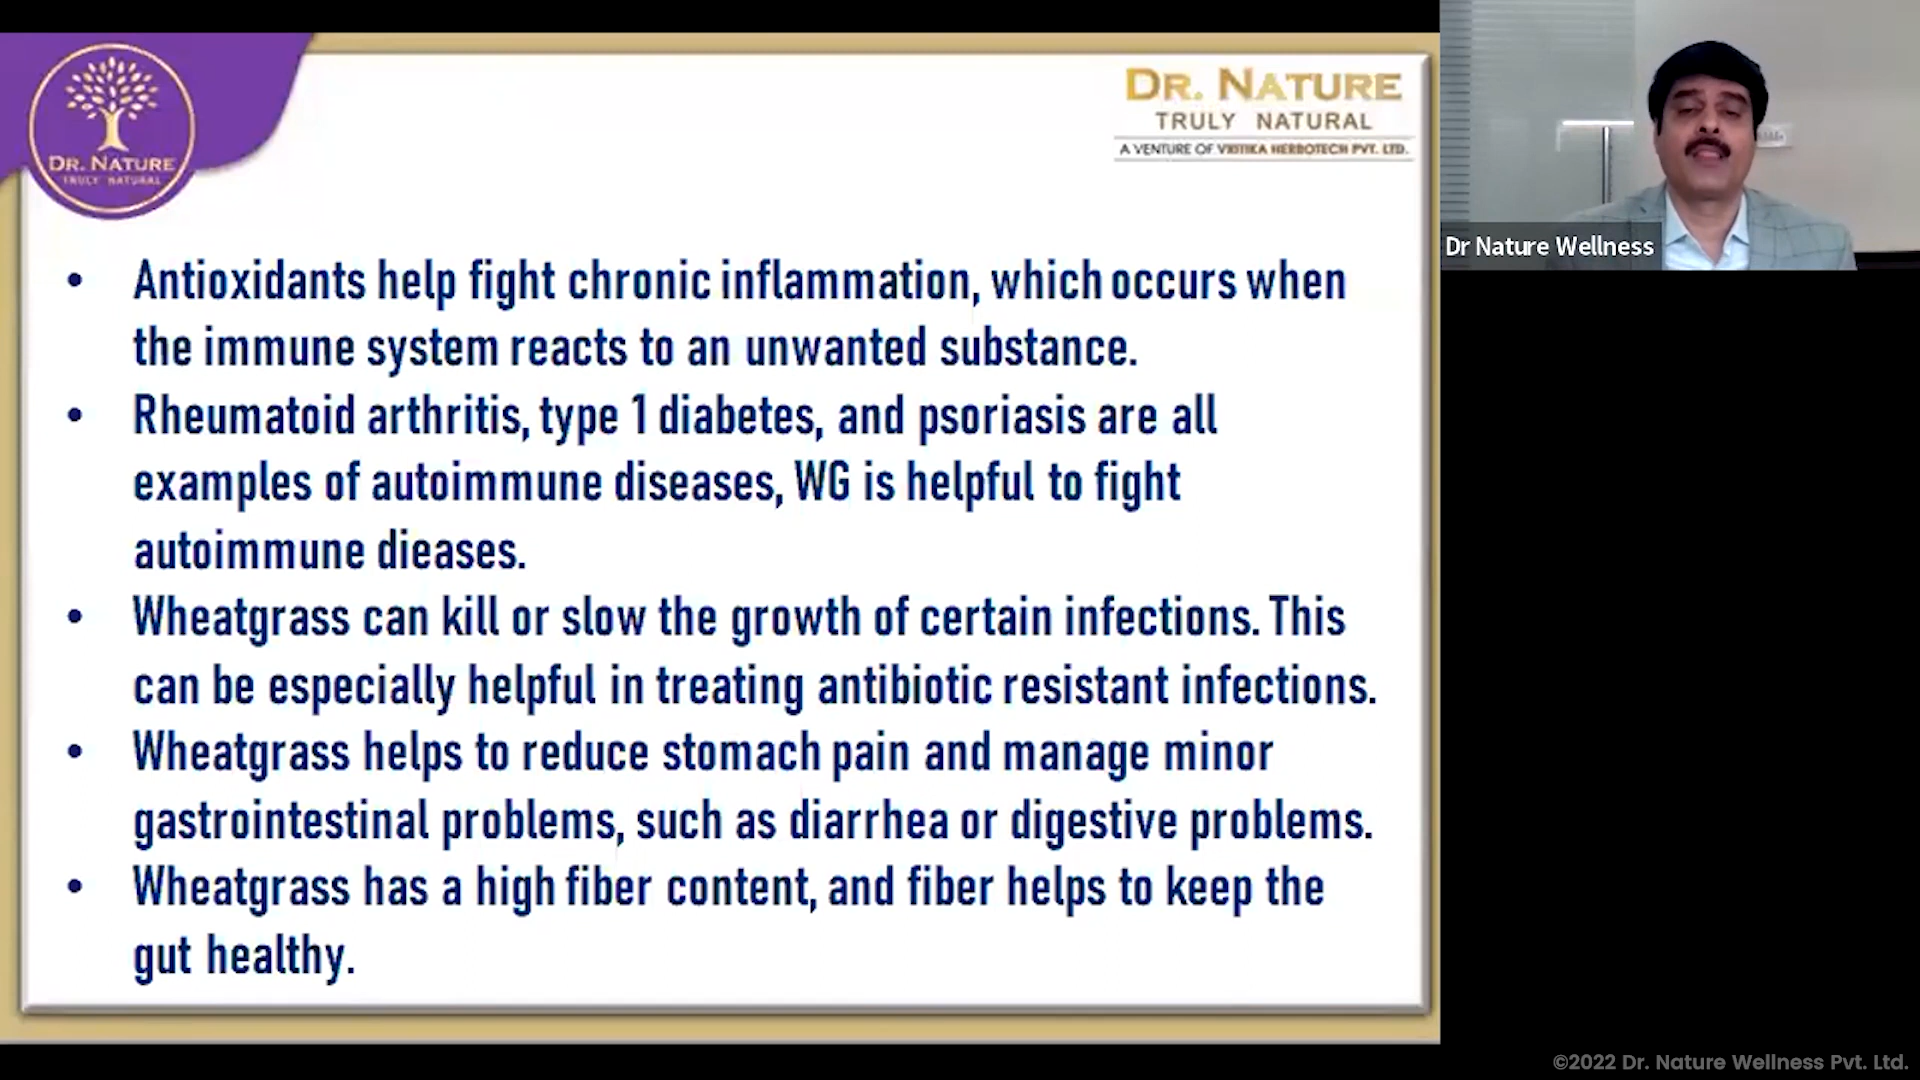 DR. NATURE
TRULY NATURAL
DR. NATURE
TRULY NATURAL
A VENTURE OF VRITIKA HERBOTECH PVT. LTD.
Dr Nature Wellness
• Antioxidants help fight chronic inflammation, which occurs when
the immune system reacts to an unwanted substance.
• Rheumatoid arthritis, type 1 diabetes, and psoriasis are all
examples of autoimmune diseases, WG is helpful to fight
autoimmune dieases.
• Wheatgrass can kill or slow the growth of certain infections. This
can be especially helpful in treating antibiotic resistant infections.
• Wheatgrass helps to reduce stomach pain and manage minor
gastrointestinal problems, such as diarrhea or digestive problems.
• Wheatgrass has a high fiber content, and fiber helps to keep the
gut healthy.
©2022 Dr. Nature Wellness Pvt. Ltd.